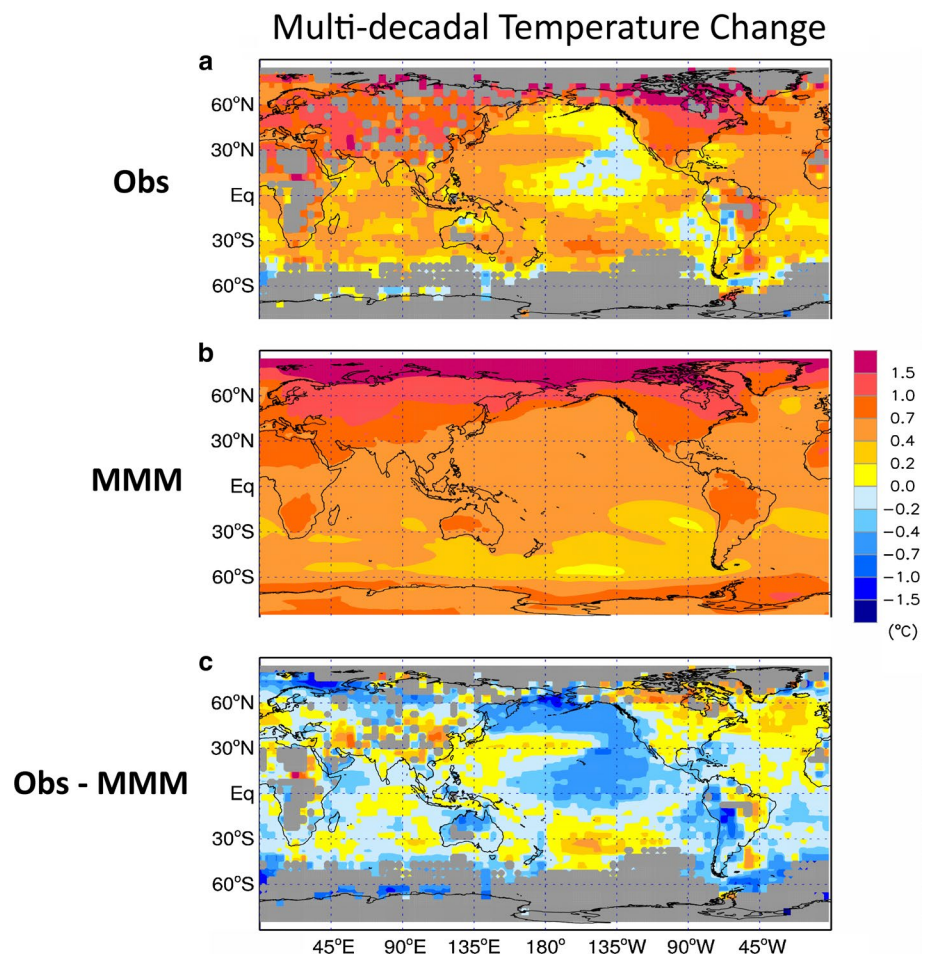 Multi-decadal Temperature Change
a
60°N
30°N
Eq
30°S
60°S
Obs
b
60°N
30°N
Eq
30°S
60°S
MMM
1.5
1.0
0.7
0.4
0.2
0.0
−0.2
−0.4
−0.7
−1.0
−1.5
(°C)
c
60°N
30°N
Eq
30°S
60°S
Obs - MMM
45°E 90°E 135°E 180° 135°W 90°W 45°W